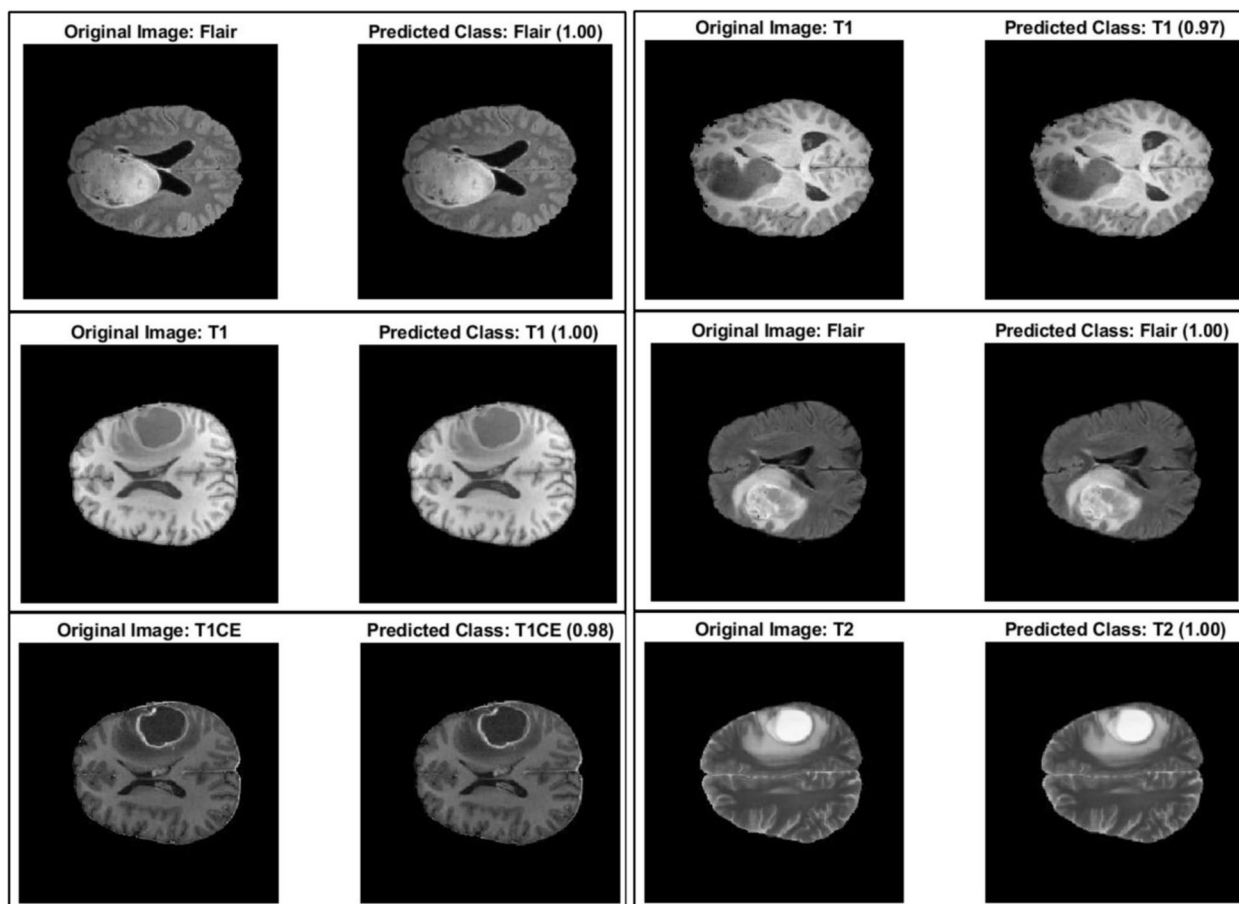 Original Image: Flair
Predicted Class: Flair (1.00)
Original Image: T1
Predicted Class: T1 (0.97)
Original Image: T1
Predicted Class: T1 (1.00)
Original Image: Flair
Predicted Class: Flair (1.00)
Original Image: T1CE
Predicted Class: T1CE (0.98)
Original Image: T2
Predicted Class: T2 (1.00)